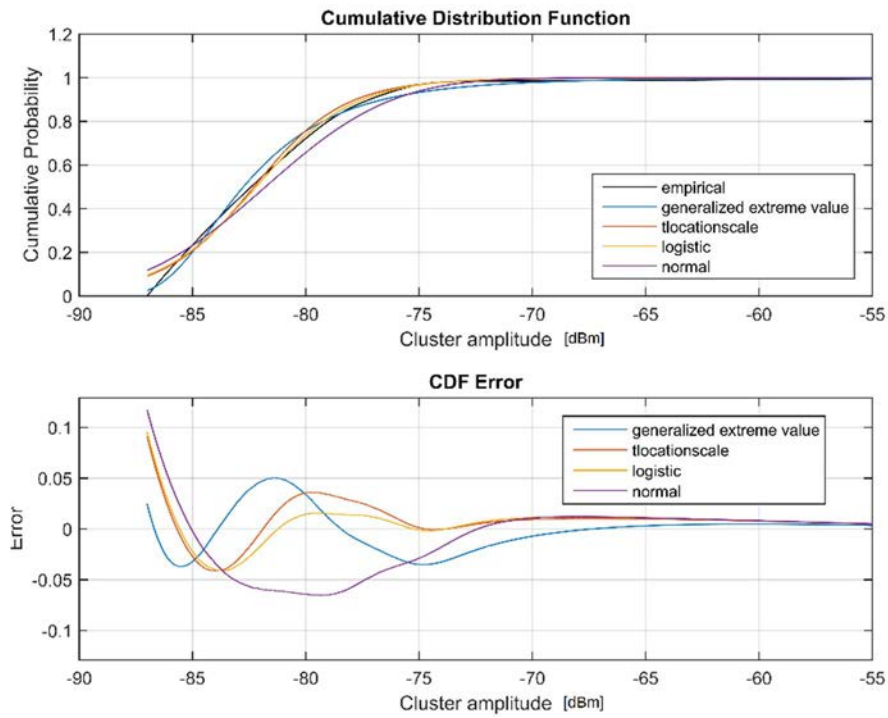 Cumulative Distribution Function
1.2
1
0.8
0.6
0.4
0.2
0
Cumulative Probability
empirical
generalized extreme value
tlocationscale
logistic
normal
-90 -85 -80 -75 -70 -65 -60 -55
Cluster amplitude [dBm]
CDF Error
0.1
0.05
0
-0.05
-0.1
Error
generalized extreme value
tlocationscale
logistic
normal
-90 -85 -80 -75 -70 -65 -60 -55
Cluster amplitude [dBm]